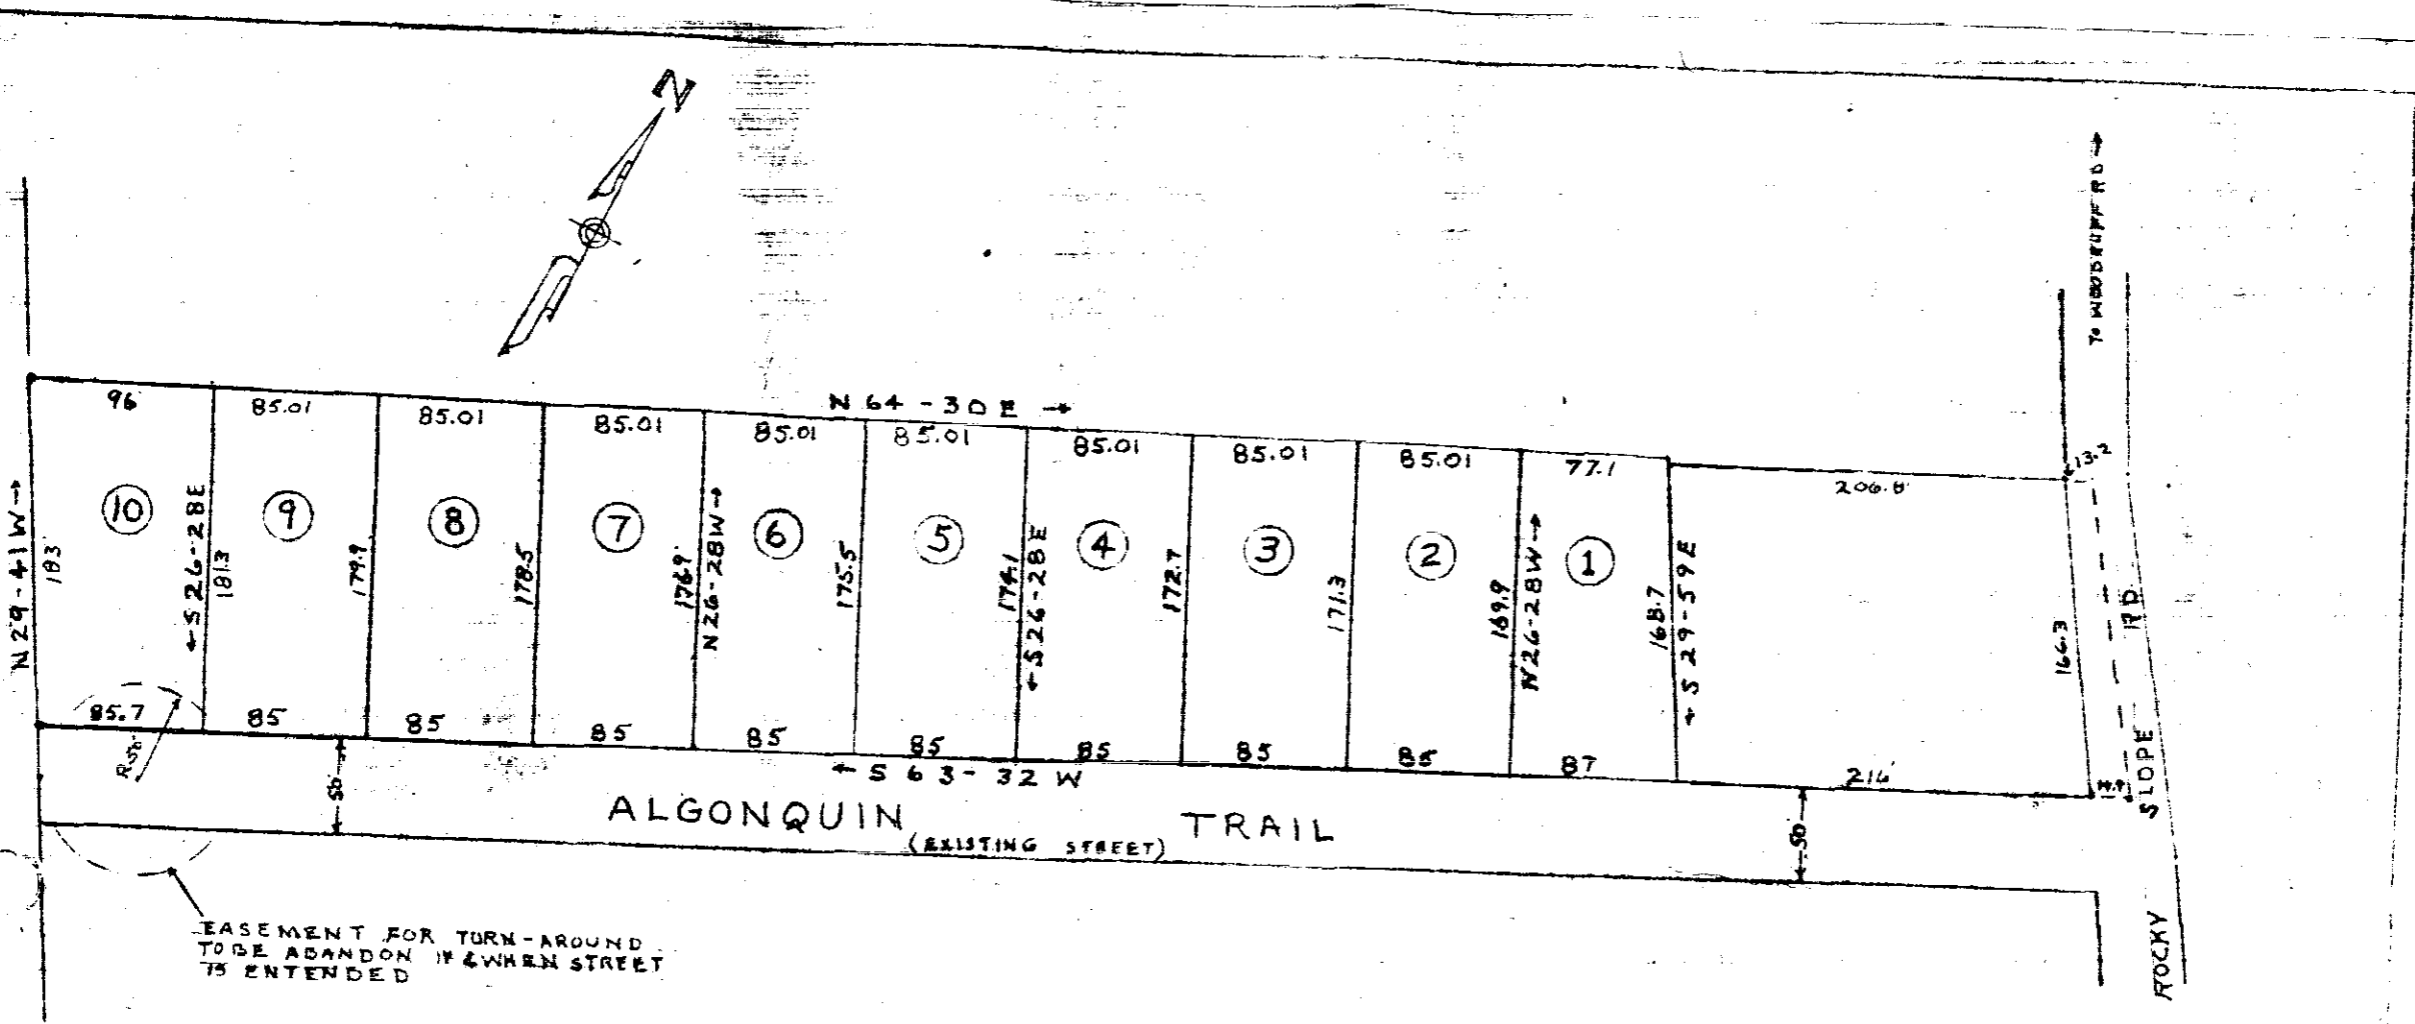 N
TO WOODRUFF RD →
N 64 - 30 E →
96
85.01
85.01
85.01
85.01
85.01
85.01
85.01
85.01
77.1
206.8
13.2
10
9
8
7
6
5
4
3
2
1
N 29 - 41 W →
183
← S 26 - 28 E
181.3
179.9
178.5
176.9
N 26 - 28 W →
175.5
174.1
← S 26 - 28 E
172.7
171.3
169.9
N 26 - 28 W →
168.7
← S 29 - 59 E
166.3
85.7
85
85
85
85
85
85
85
85
87
216
14.9
R 50'
50
← S 63 - 32 W
50
ALGONQUIN TRAIL
(EXISTING STREET)
ROCKY SLOPE RD
EASEMENT FOR TURN-AROUND
TO BE ABANDON IF & WHEN STREET
IS ENTENDED